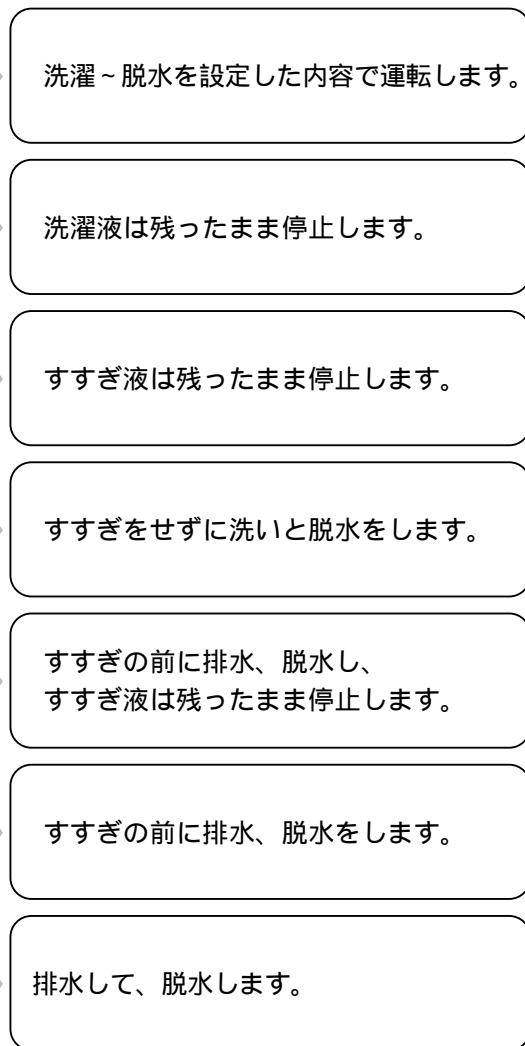 洗濯~脱水を設定した内容で運転します。
洗濯液は残ったまま停止します。
すすぎ液は残ったまま停止します。
すすぎをせずに洗いと脱水をします。
すすぎの前に排水、脱水し、
すすぎ液は残ったまま停止します。
すすぎの前に排水、脱水をします。
排水して、脱水します。